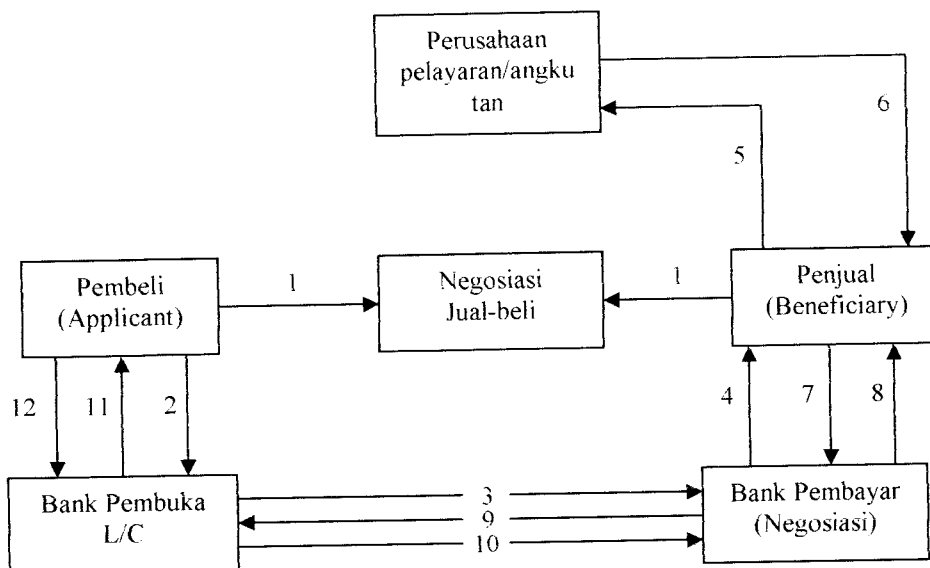 Perusahaan
pelayaran/angku
tan
6
5
Pembeli
(Applicant)
1
Negosiasi
Jual-beli
1
Penjual
(Beneficiary)
12
11
2
4
7
8
Bank Pembuka
L/C
3
9
10
Bank Pembayar
(Negosiasi)